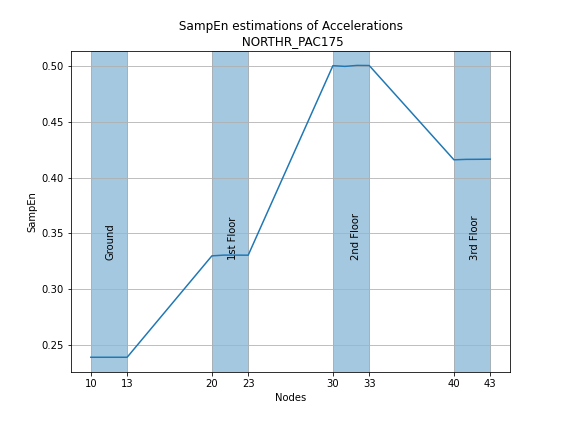 SampEn estimations of Accelerations
NORTHR_PAC175
0.50
0.45
0.40
0.35
0.30
0.25
SampEn
Ground
1st Floor
2nd Floor
3rd Floor
10 13 20 23 30 33 40 43
Nodes